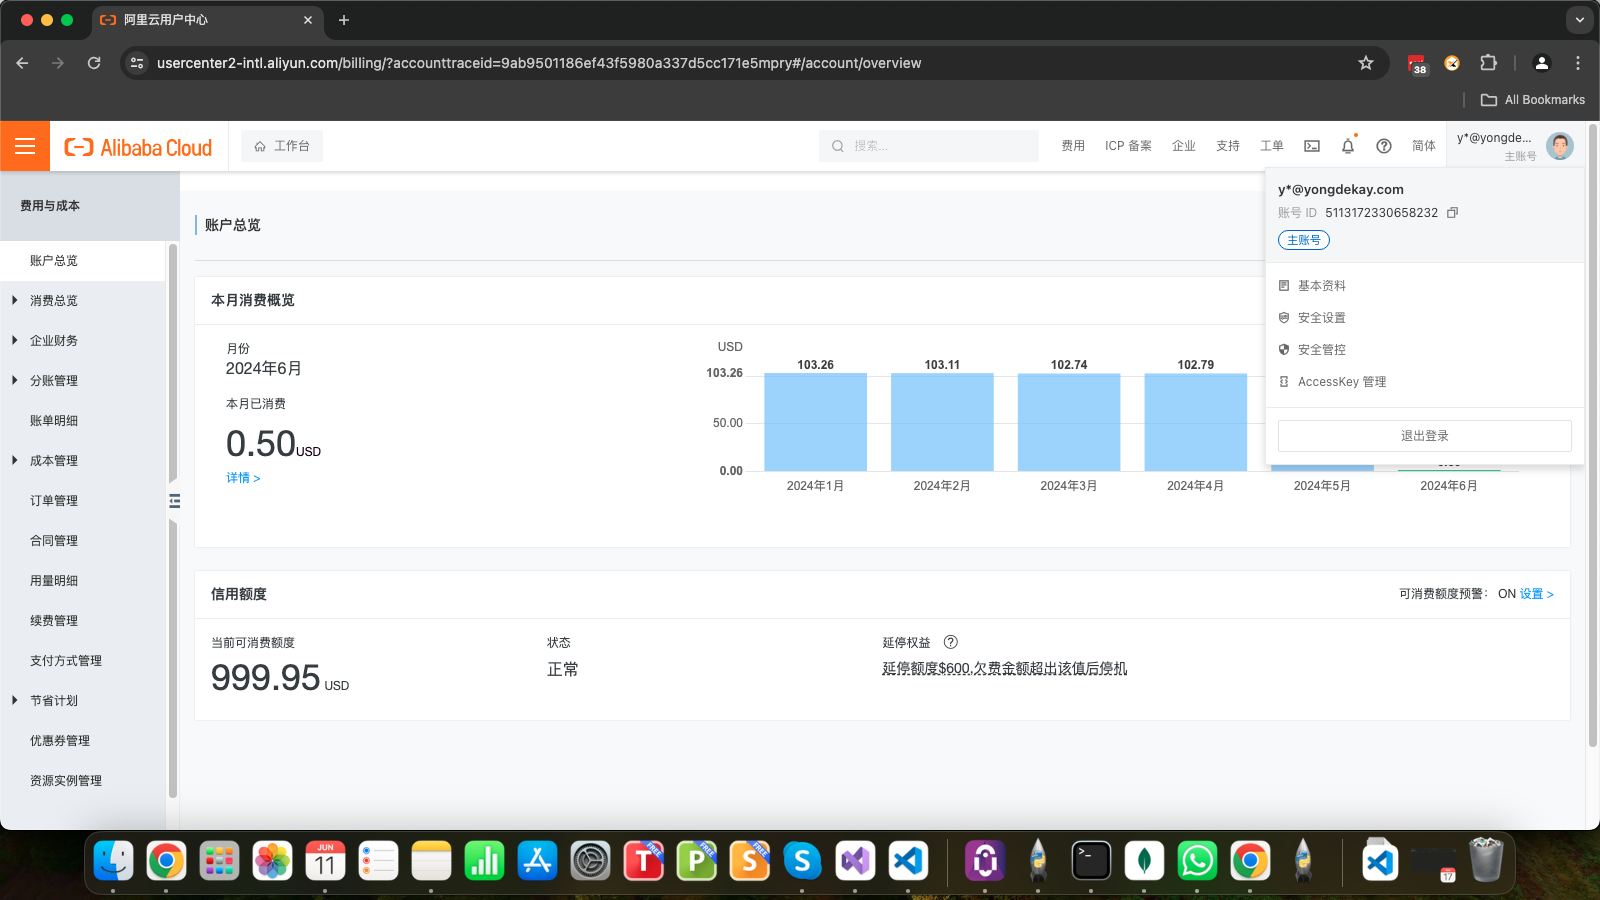 阿里云用户中心
usercenter2-intl.aliyun.com/billing/?accounttraceid=9ab9501186ef43f5980a337d5cc171e5mpry#/account/overview
38
All Bookmarks
Alibaba Cloud
工作台
搜索...
费用
ICP 备案
企业
支持
工单
简体
y*@yongde...
主账号
y*@yongdekay.com
账号 ID 5113172330658232
主账号
基本资料
安全设置
安全管控
AccessKey 管理
退出登录
费用与成本
账户总览
消费总览
企业财务
分账管理
账单明细
成本管理
订单管理
合同管理
用量明细
续费管理
支付方式管理
节省计划
优惠券管理
资源实例管理
账户总览
本月消费概览
月份
2024年6月
本月已消费
0.50USD
详情 >
USD
103.26
50.00
0.00
103.26
103.11
102.74
102.79
2024年1月
2024年2月
2024年3月
2024年4月
2024年5月
2024年6月
信用额度
可消费额度预警： ON 设置 >
当前可消费额度
999.95 USD
状态
正常
延停权益
延停额度$600,欠费金额超出该值后停机
JUN
11
T
FREE
P
FREE
S
FREE
S
17